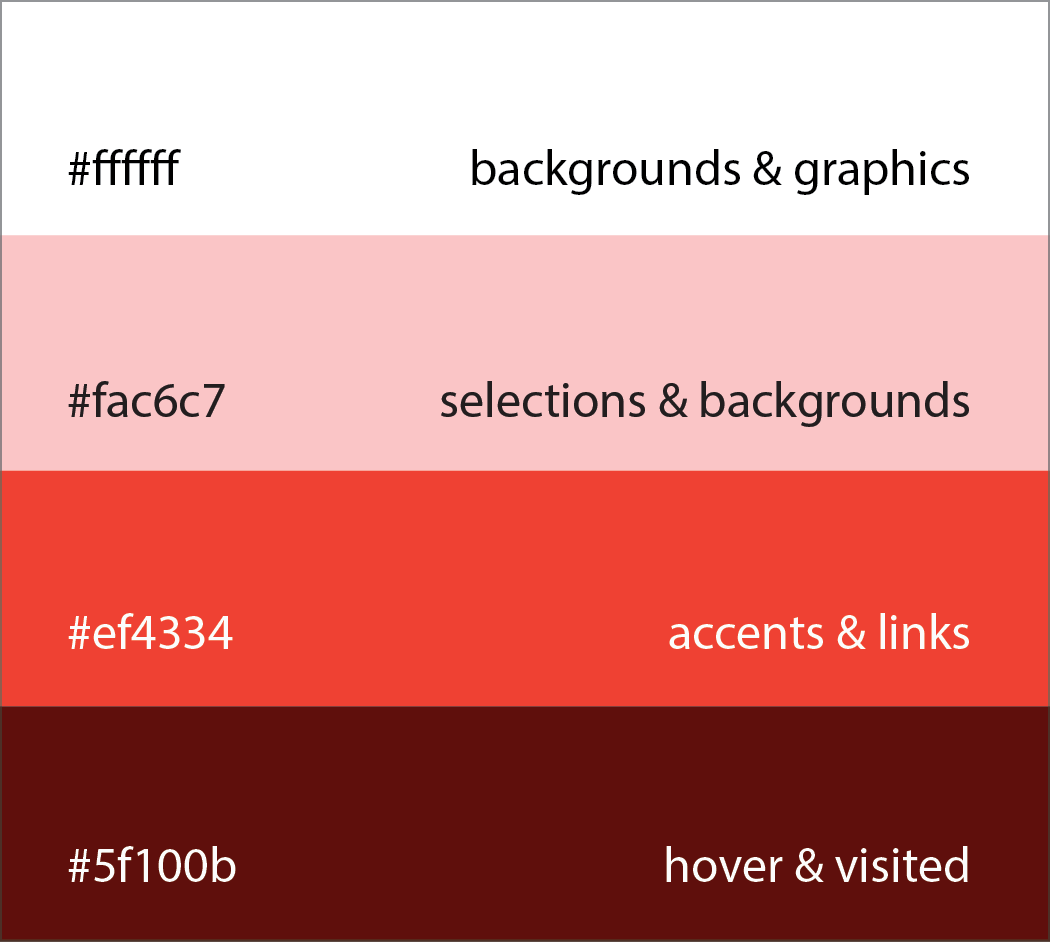 #ffffff backgrounds & graphics
#fac6c7 selections & backgrounds
#ef4334 accents & links
#5f100b hover & visited